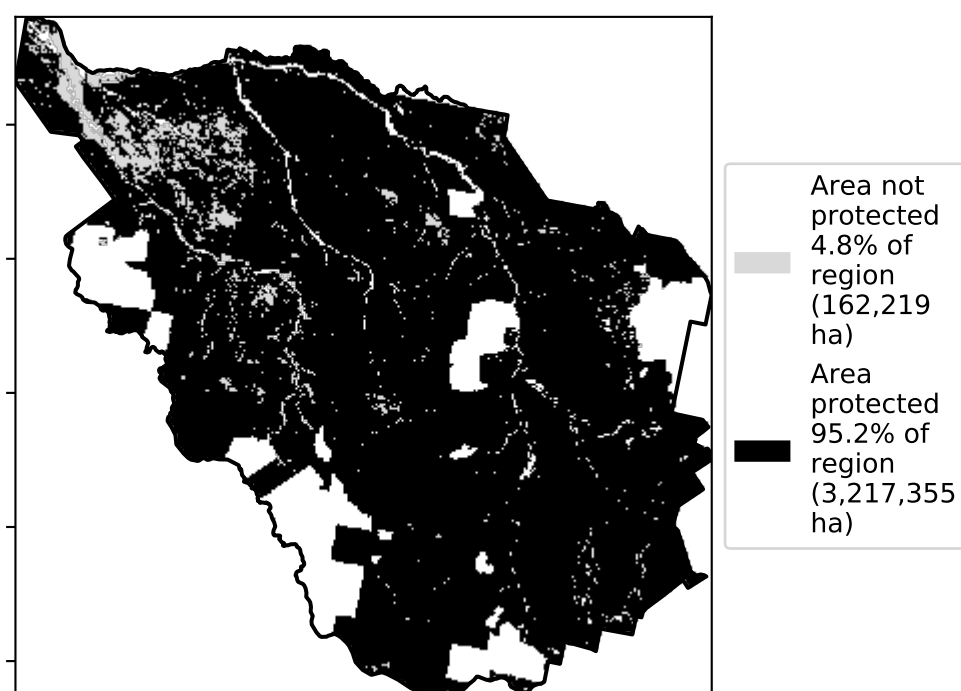 Area not
protected
4.8% of
region
(162,219
ha)
Area
protected
95.2% of
region
(3,217,355
ha)